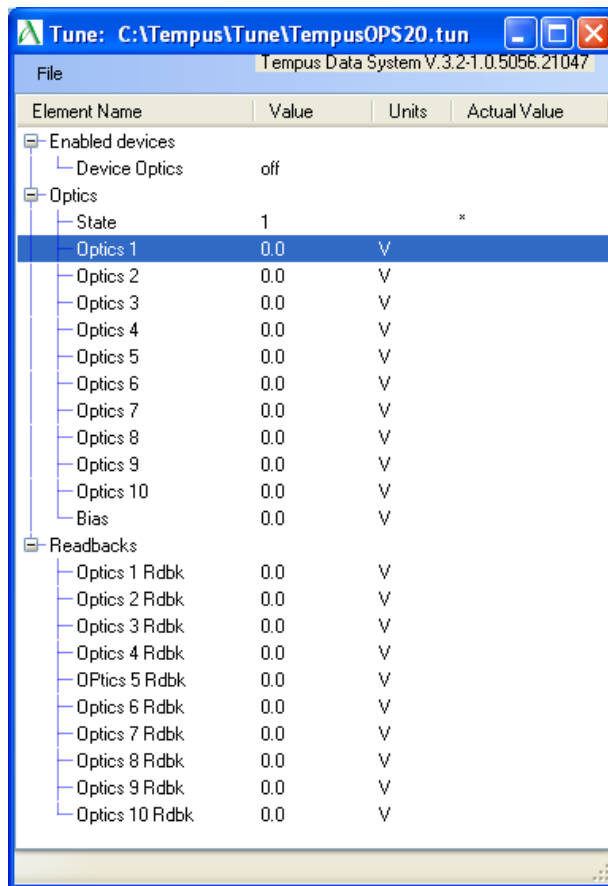 Tune: C:\Tempus\Tune\TempusOPS20.tun
File Tempus Data System V.3.2-1.0.5056.21047
Element Name Value Units Actual Value
Enabled devices
Device Optics off
Optics
State 1 *
Optics 1 0.0 V
Optics 2 0.0 V
Optics 3 0.0 V
Optics 4 0.0 V
Optics 5 0.0 V
Optics 6 0.0 V
Optics 7 0.0 V
Optics 8 0.0 V
Optics 9 0.0 V
Optics 10 0.0 V
Bias 0.0 V
Readbacks
Optics 1 Rdbk 0.0 V
Optics 2 Rdbk 0.0 V
Optics 3 Rdbk 0.0 V
Optics 4 Rdbk 0.0 V
OPtics 5 Rdbk 0.0 V
Optics 6 Rdbk 0.0 V
Optics 7 Rdbk 0.0 V
Optics 8 Rdbk 0.0 V
Optics 9 Rdbk 0.0 V
Optics 10 Rdbk 0.0 V